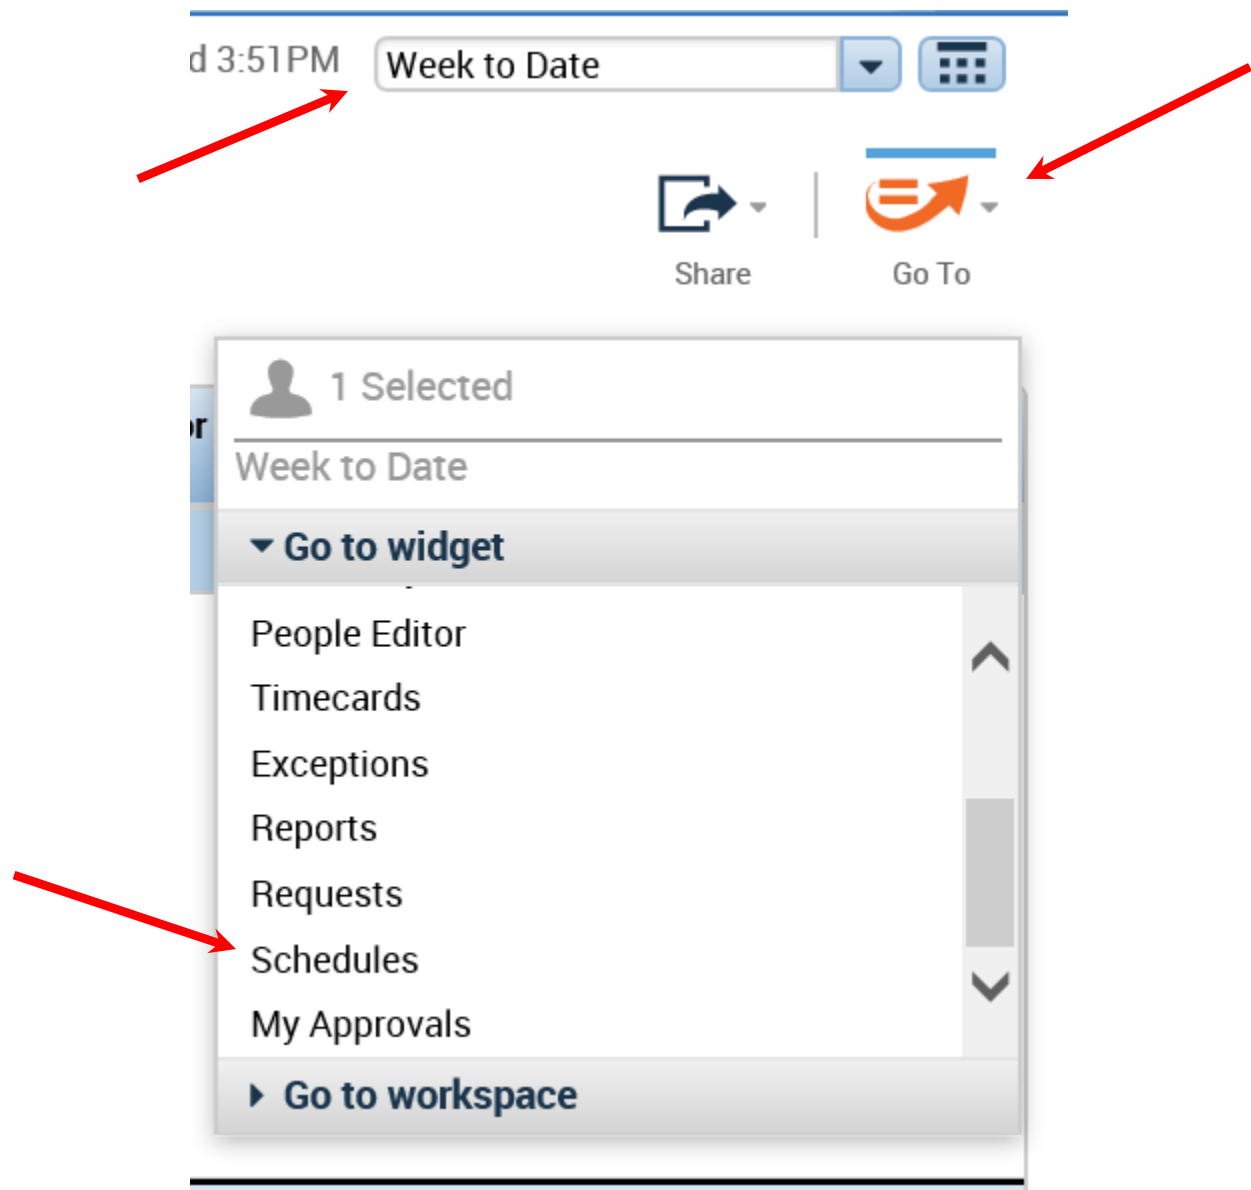 d 3:51PM Week to Date
Share Go To
1 Selected
Week to Date
Go to widget
People Editor
Timecards
Exceptions
Reports
Requests
Schedules
My Approvals
Go to workspace